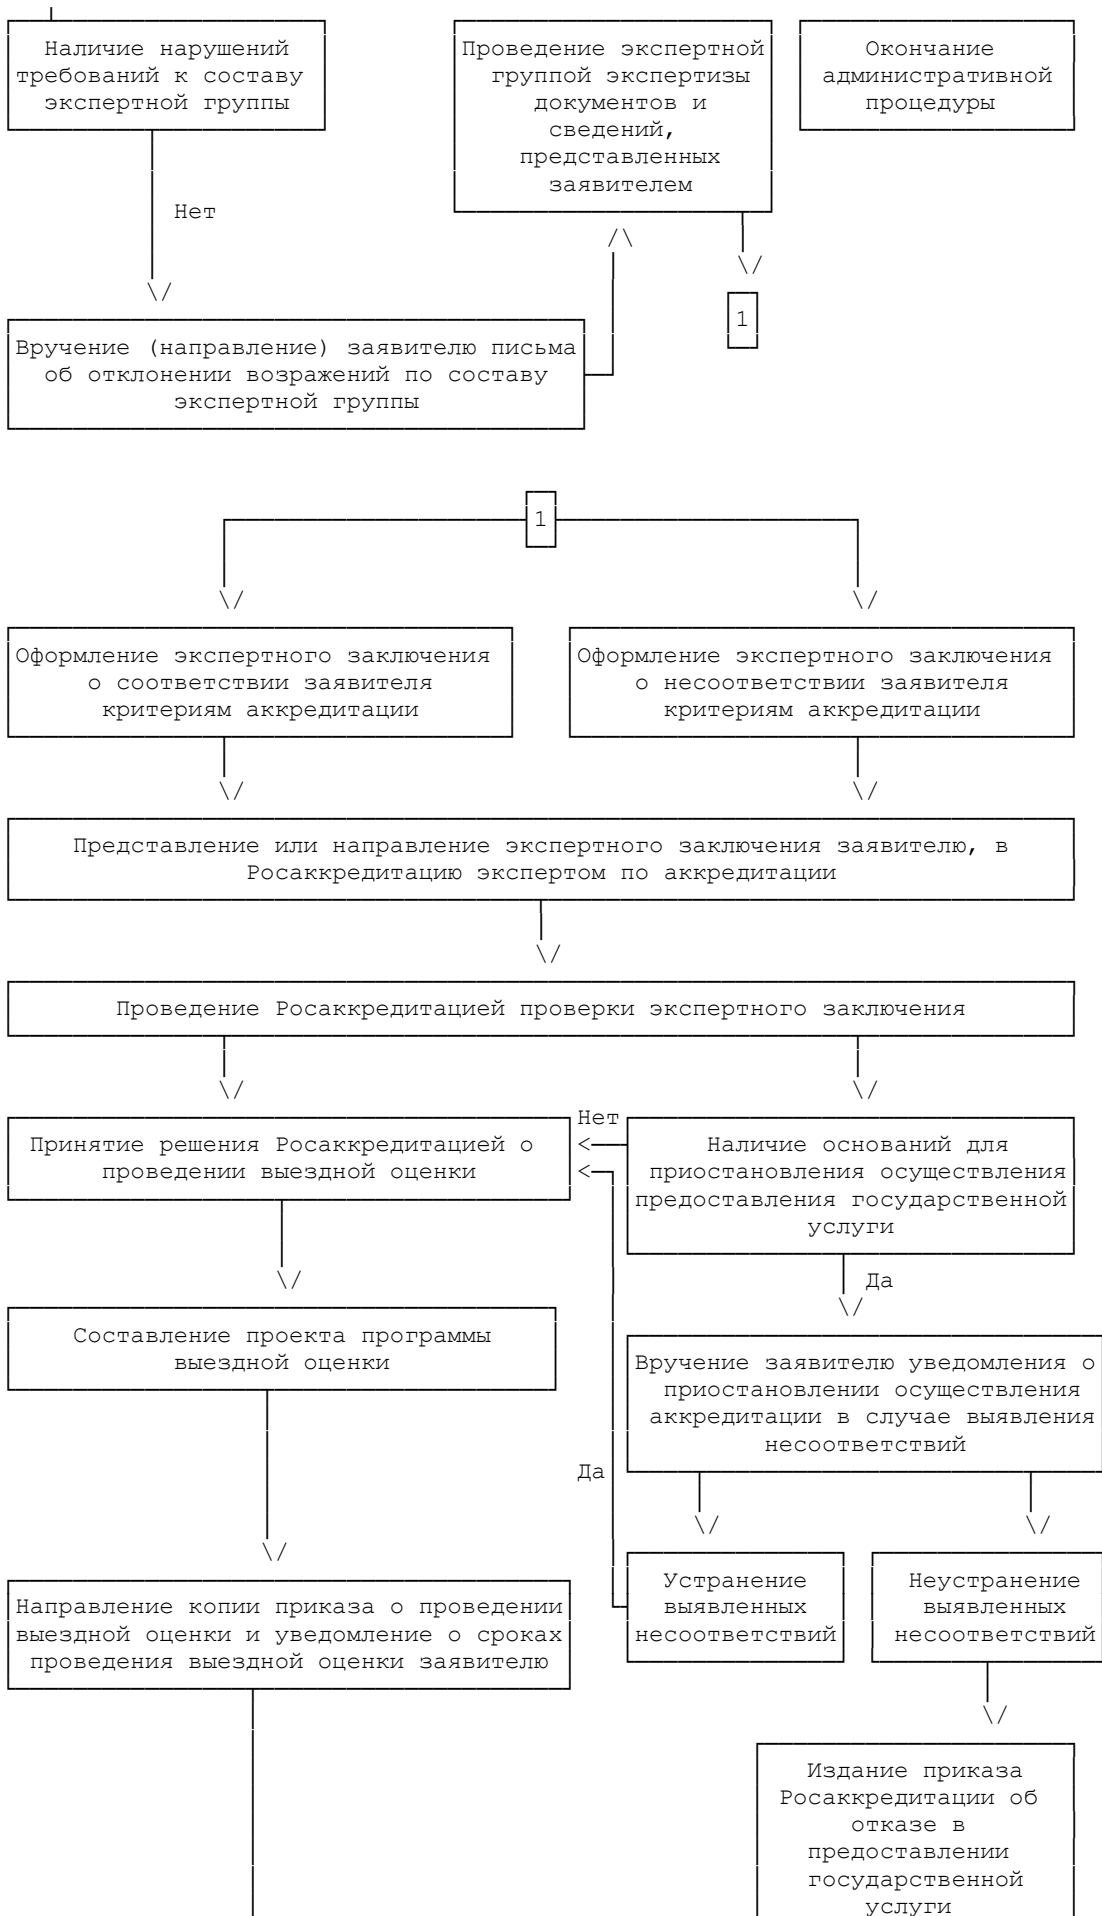 Наличие нарушений
требований к составу
экспертной группы
Проведение экспертной
группой экспертизы
документов и
сведений,
представленных
заявителем
Окончание
административной
процедуры
Нет
1
Вручение (направление) заявителю письма
об отклонении возражений по составу
экспертной группы
1
Оформление экспертного заключения
о соответствии заявителя
критериям аккредитации
Оформление экспертного заключения
о несоответствии заявителя
критериям аккредитации
Представление или направление экспертного заключения заявителю, в
Росаккредитацию экспертом по аккредитации
Проведение Росаккредитацией проверки экспертного заключения
Принятие решения Росаккредитацией о
проведении выездной оценки
Нет
Наличие оснований для
приостановления осуществления
предоставления государственной
услуги
Да
Составление проекта программы
выездной оценки
Вручение заявителю уведомления о
приостановлении осуществления
аккредитации в случае выявления
несоответствий
Да
Направление копии приказа о проведении
выездной оценки и уведомление о сроках
проведения выездной оценки заявителю
Устранение
выявленных
несоответствий
Неустранение
выявленных
несоответствий
Издание приказа
Росаккредитации об
отказе в
предоставлении
государственной
услуги